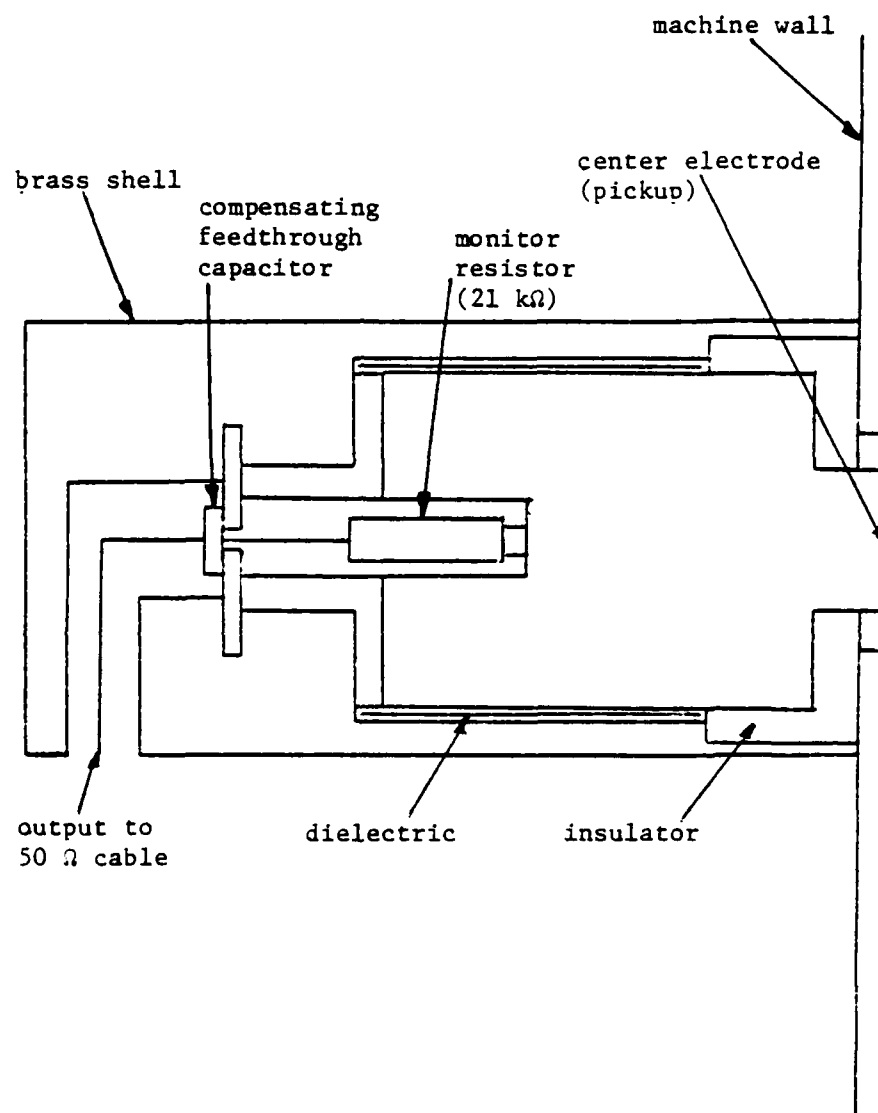 machine wall
center electrode
(pickup)
brass shell
compensating
feedthrough
capacitor
monitor
resistor
(21 kΩ)
output to
50 Ω cable
dielectric
insulator